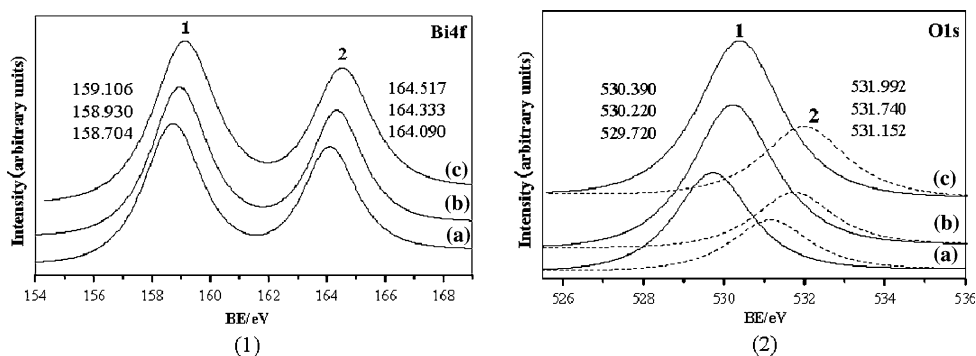 1
Bi4f
2
159.106
158.930
158.704
164.517
164.333
164.090
(c)
(b)
(a)
Intensity (arbitrary units)
154 156 158 160 162 164 166 168
BE/eV
(1)
1
O1s
530.390
530.220
529.720
2
531.992
531.740
531.152
(c)
(b)
(a)
Intensity (arbitrary units)
526 528 530 532 534 536
BE/eV
(2)